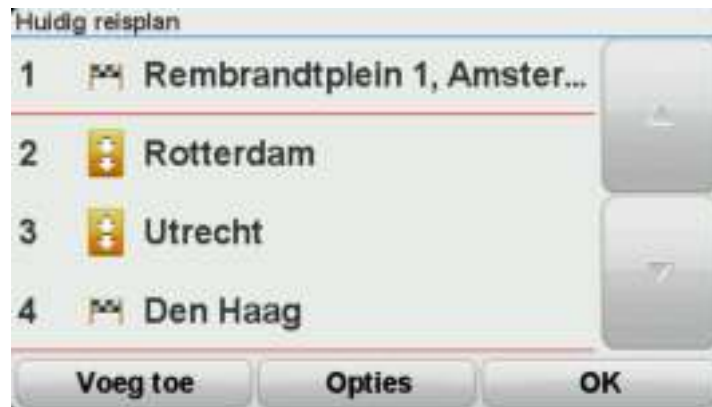 Huidig reisplan
1 Rembrandtplein 1, Amster...
2 Rotterdam
3 Utrecht
4 Den Haag
Voeg toe Opties OK